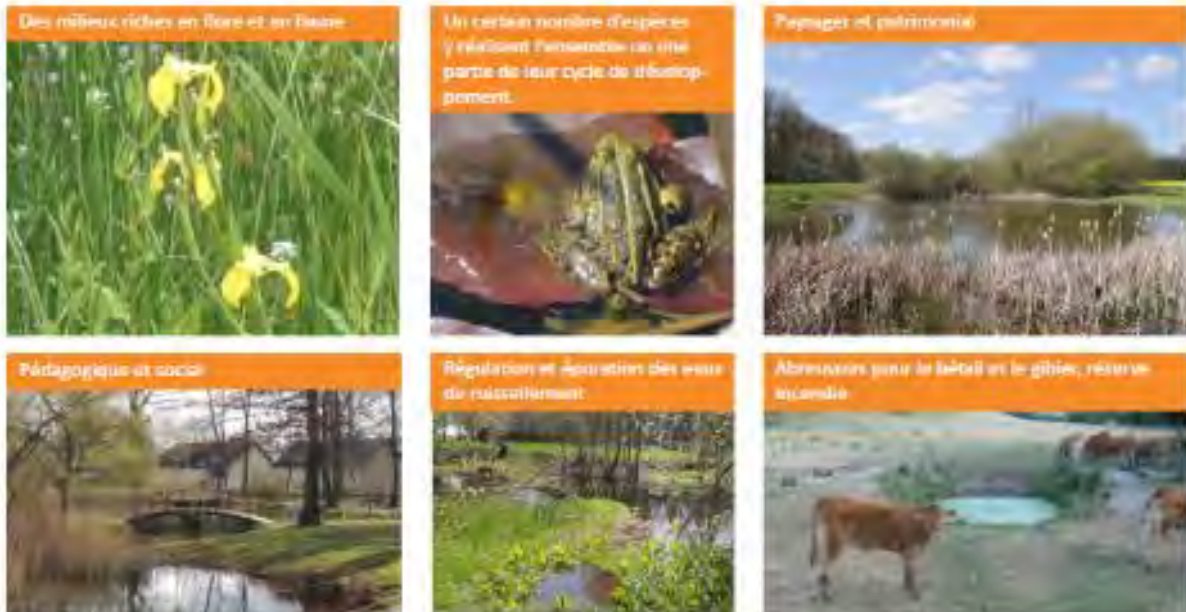 Des milieux riches en flore et en faune
Un certain nombre d'espèces
y réalisent l'ensemble ou une
partie de leur cycle de dévelop-
pement.
Paysager et patrimonial
Pédagogique et social
Régulation et épuration des eaux
de ruissellement
Abreuvoirs pour le bétail et le gibier, réserve
incendie